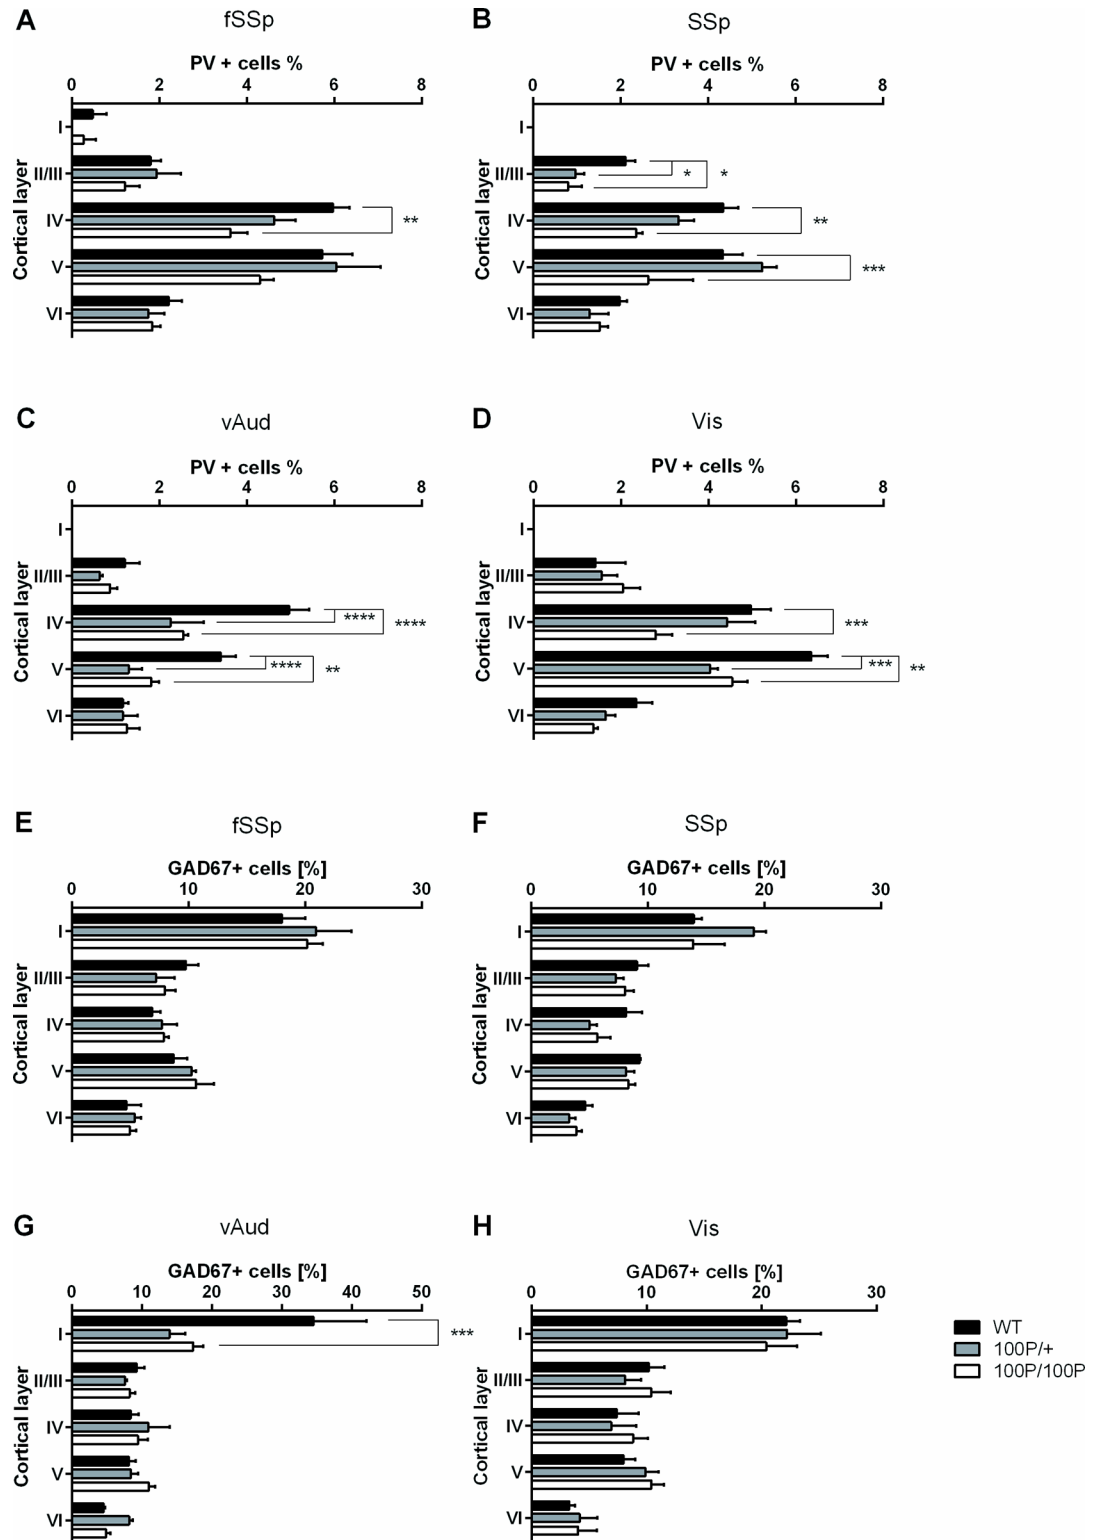 A
fSSp
PV + cells %
0 2 4 6 8
Cortical layer
I
II/III
IV
**
V
VI
B
SSp
PV + cells %
0 2 4 6 8
Cortical layer
I
II/III
* *
IV
**
V
***
VI
C
vAud
PV + cells %
0 2 4 6 8
Cortical layer
I
II/III
IV
**** ****
V
**** **
VI
D
Vis
PV + cells %
0 2 4 6 8
Cortical layer
I
II/III
IV
***
V
*** **
VI
E
fSSp
GAD67+ cells [%]
0 10 20 30
Cortical layer
I
II/III
IV
V
VI
F
SSp
GAD67+ cells [%]
0 10 20 30
Cortical layer
I
II/III
IV
V
VI
G
vAud
GAD67+ cells [%]
0 10 20 30 40 50
Cortical layer
I
***
II/III
IV
V
VI
H
Vis
GAD67+ cells [%]
0 10 20 30
Cortical layer
I
II/III
IV
V
VI
WT
100P/+
100P/100P